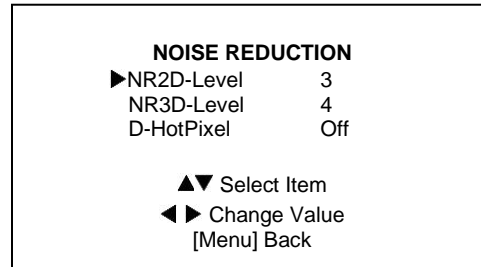 NOISE REDUCTION
▶NR2D-Level 3
NR3D-Level 4
D-HotPixel Off
▲▼ Select Item
◀ ▶ Change Value
[Menu] Back